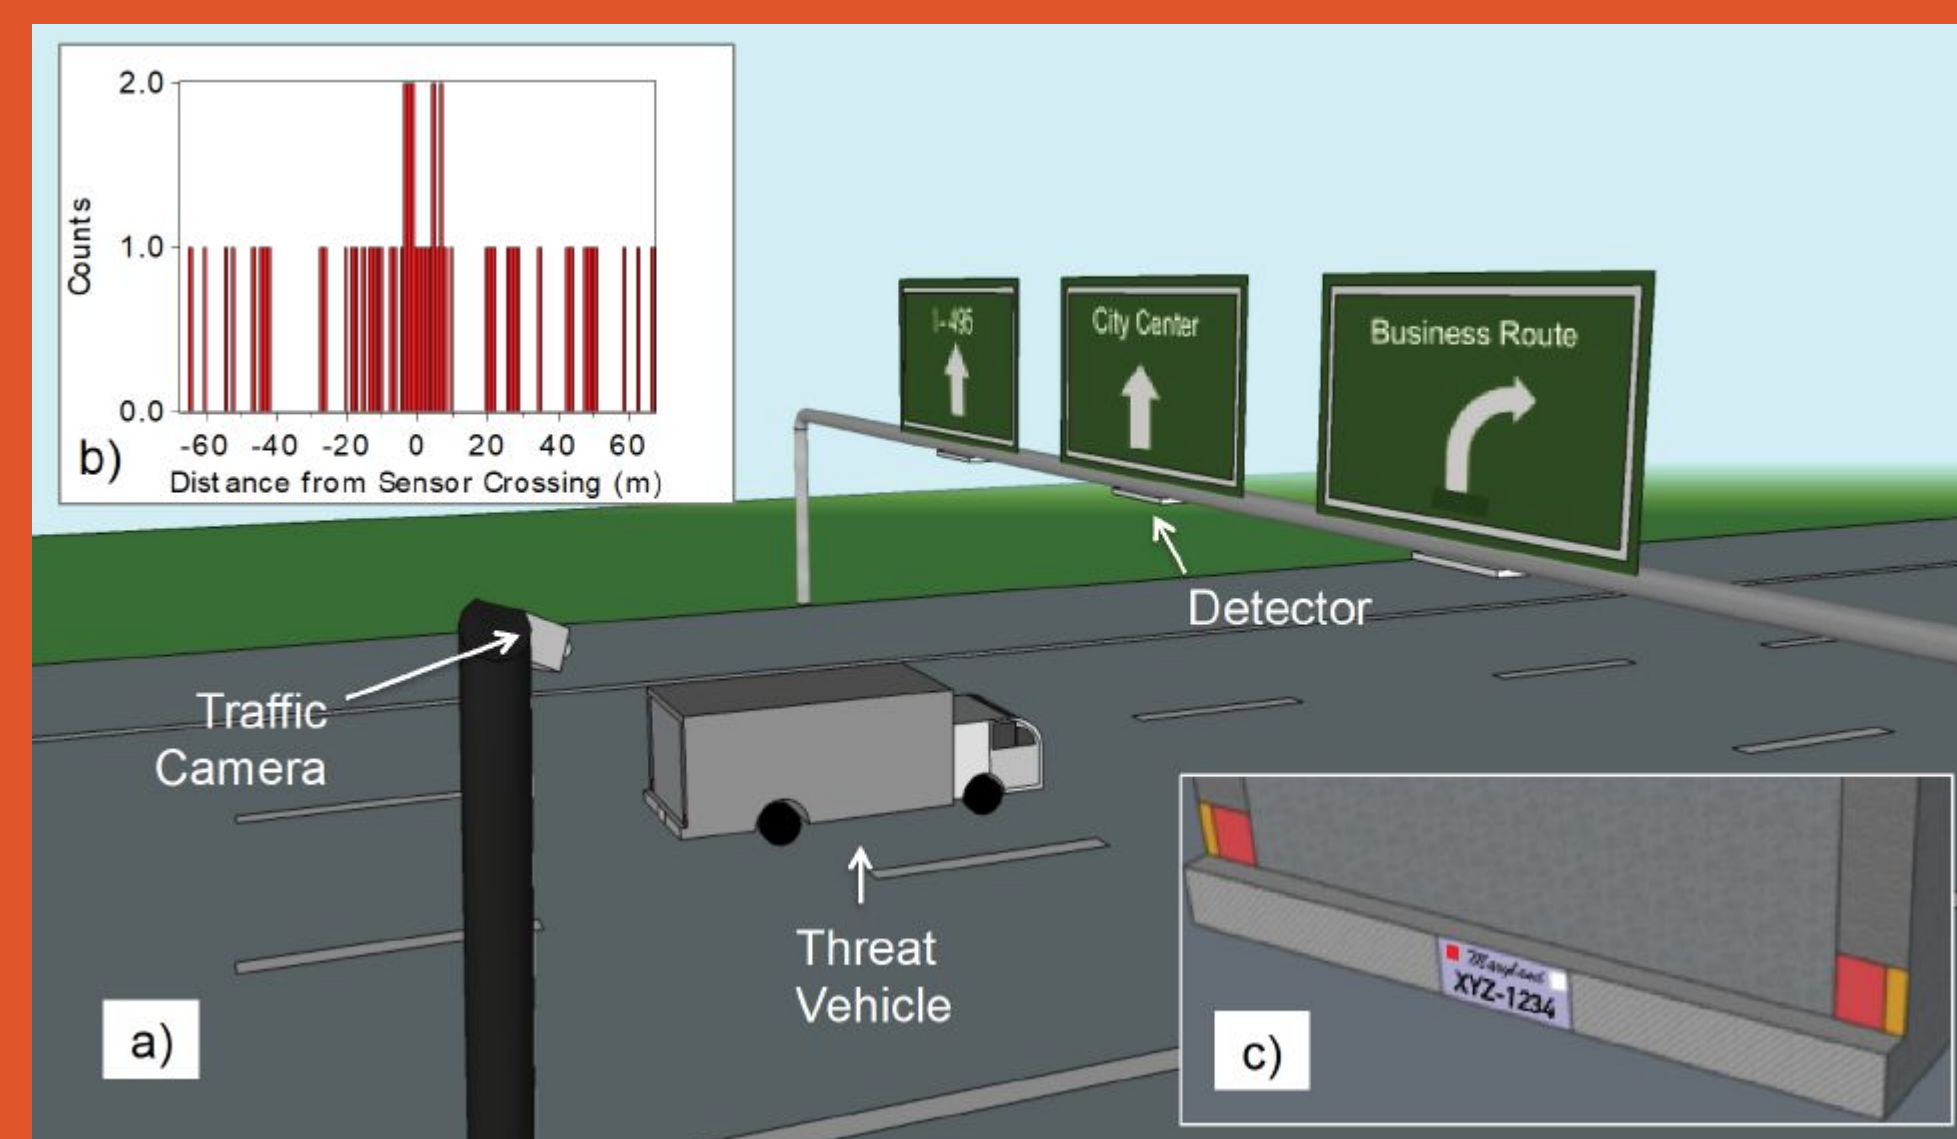 2.0
1.0
0.0
Counts
-60 -40 -20 0 20 40 60
Distance from Sensor Crossing (m)
b)
I-495
City Center
Business Route
Detector
Traffic
Camera
Threat
Vehicle
a)
Maryland
XYZ-1234
c)